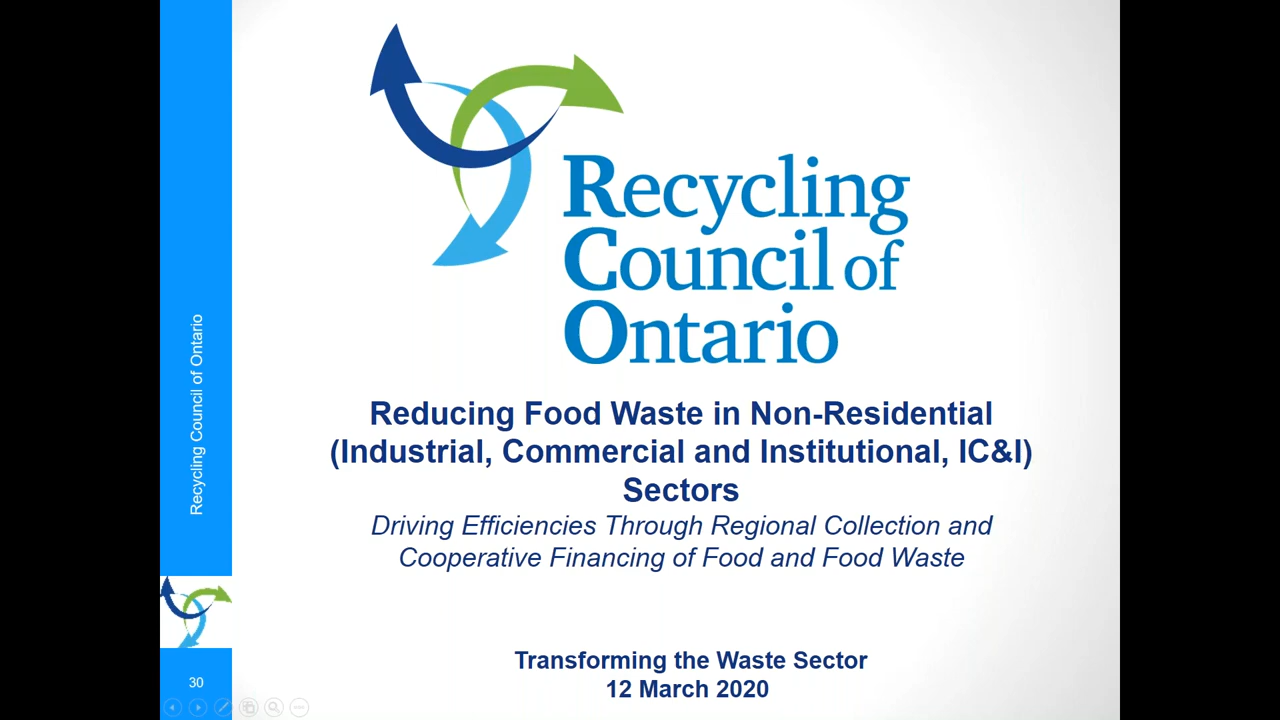 Recycling
Council of
Ontario
Reducing Food Waste in Non-Residential
(Industrial, Commercial and Institutional, IC&I)
Sectors
Driving Efficiencies Through Regional Collection and
Cooperative Financing of Food and Food Waste
Transforming the Waste Sector
12 March 2020
Recycling Council of Ontario
30